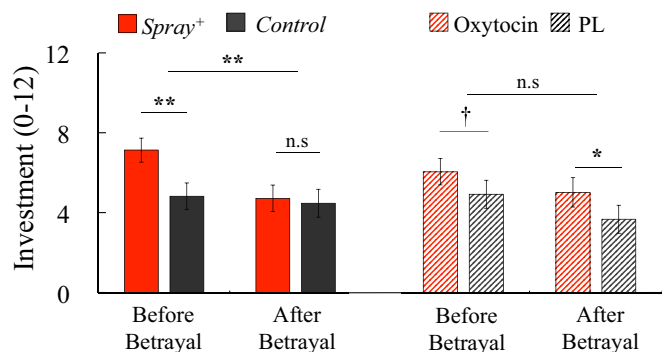 Spray⁺ Control Oxytocin PL
Investment (0-12)
12
8
4
0
**
**
n.s
n.s
†
*
Before
Betrayal
After
Betrayal
Before
Betrayal
After
Betrayal